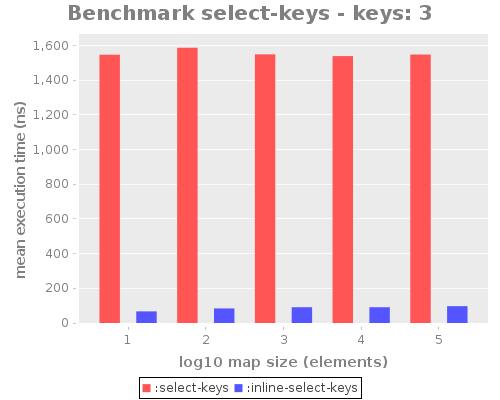 Benchmark select-keys - keys: 3
mean execution time (ns)
1,600
1,400
1,200
1,000
800
600
400
200
0
1 2 3 4 5
log10 map size (elements)
:select-keys :inline-select-keys